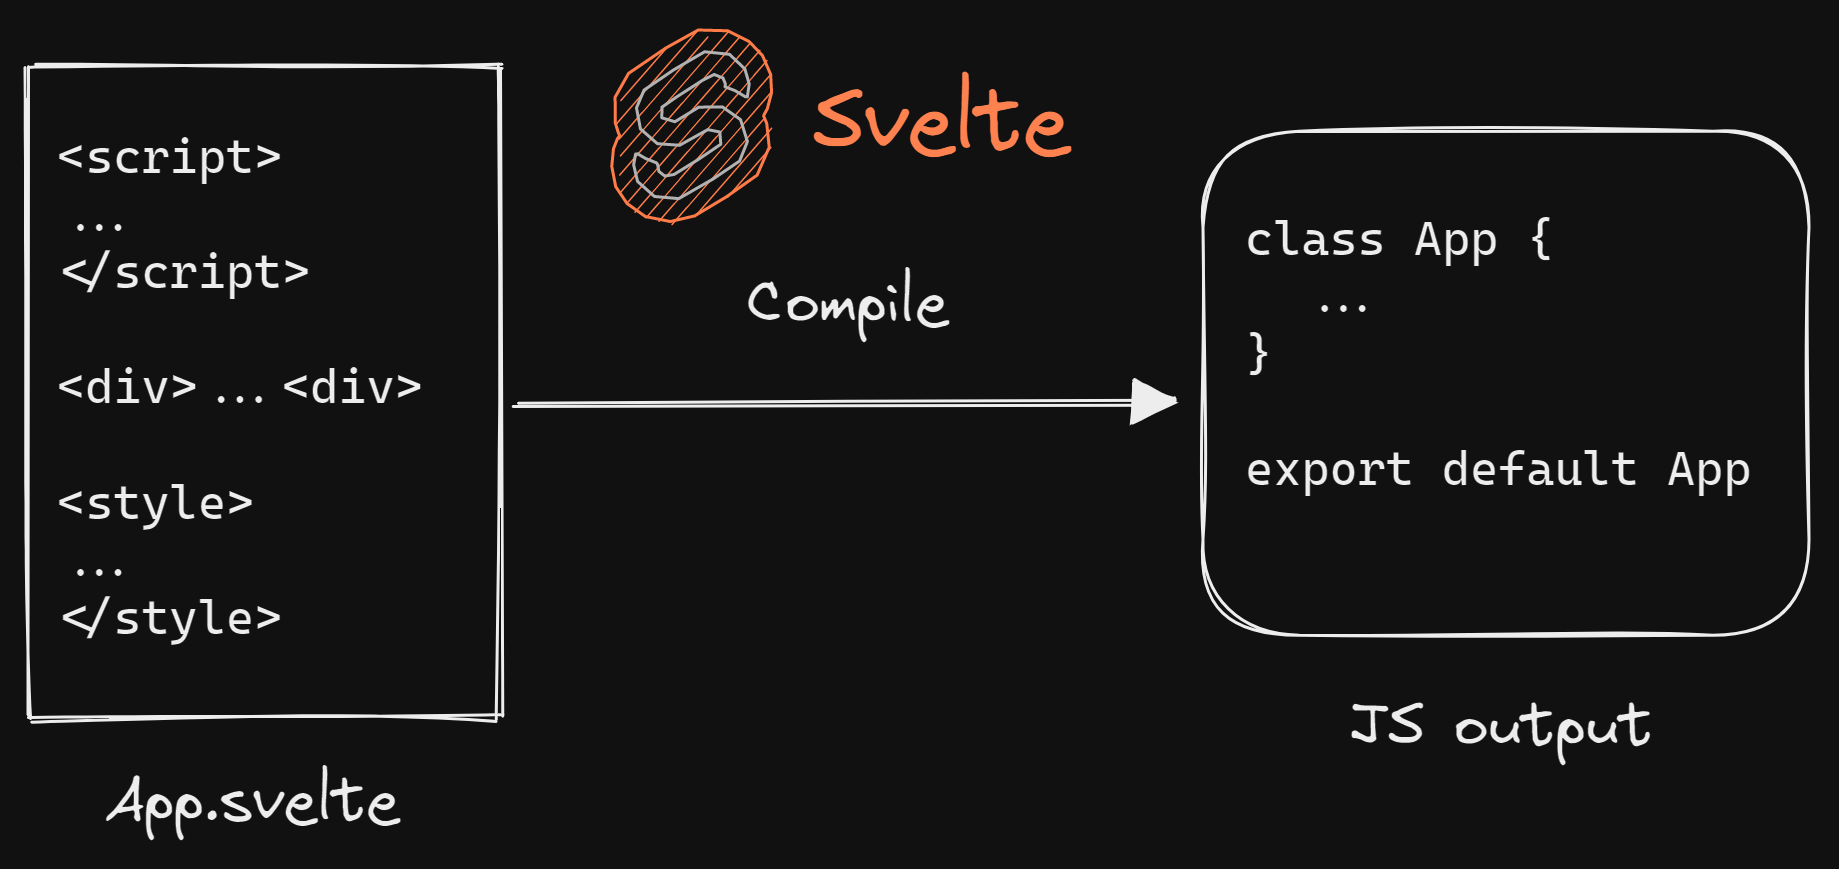 <script>
...
</script>
<div> ... <div>
<style>
...
</style>
App.svelte
Svelte
Compile
class App {
...
}
export default App
JS output